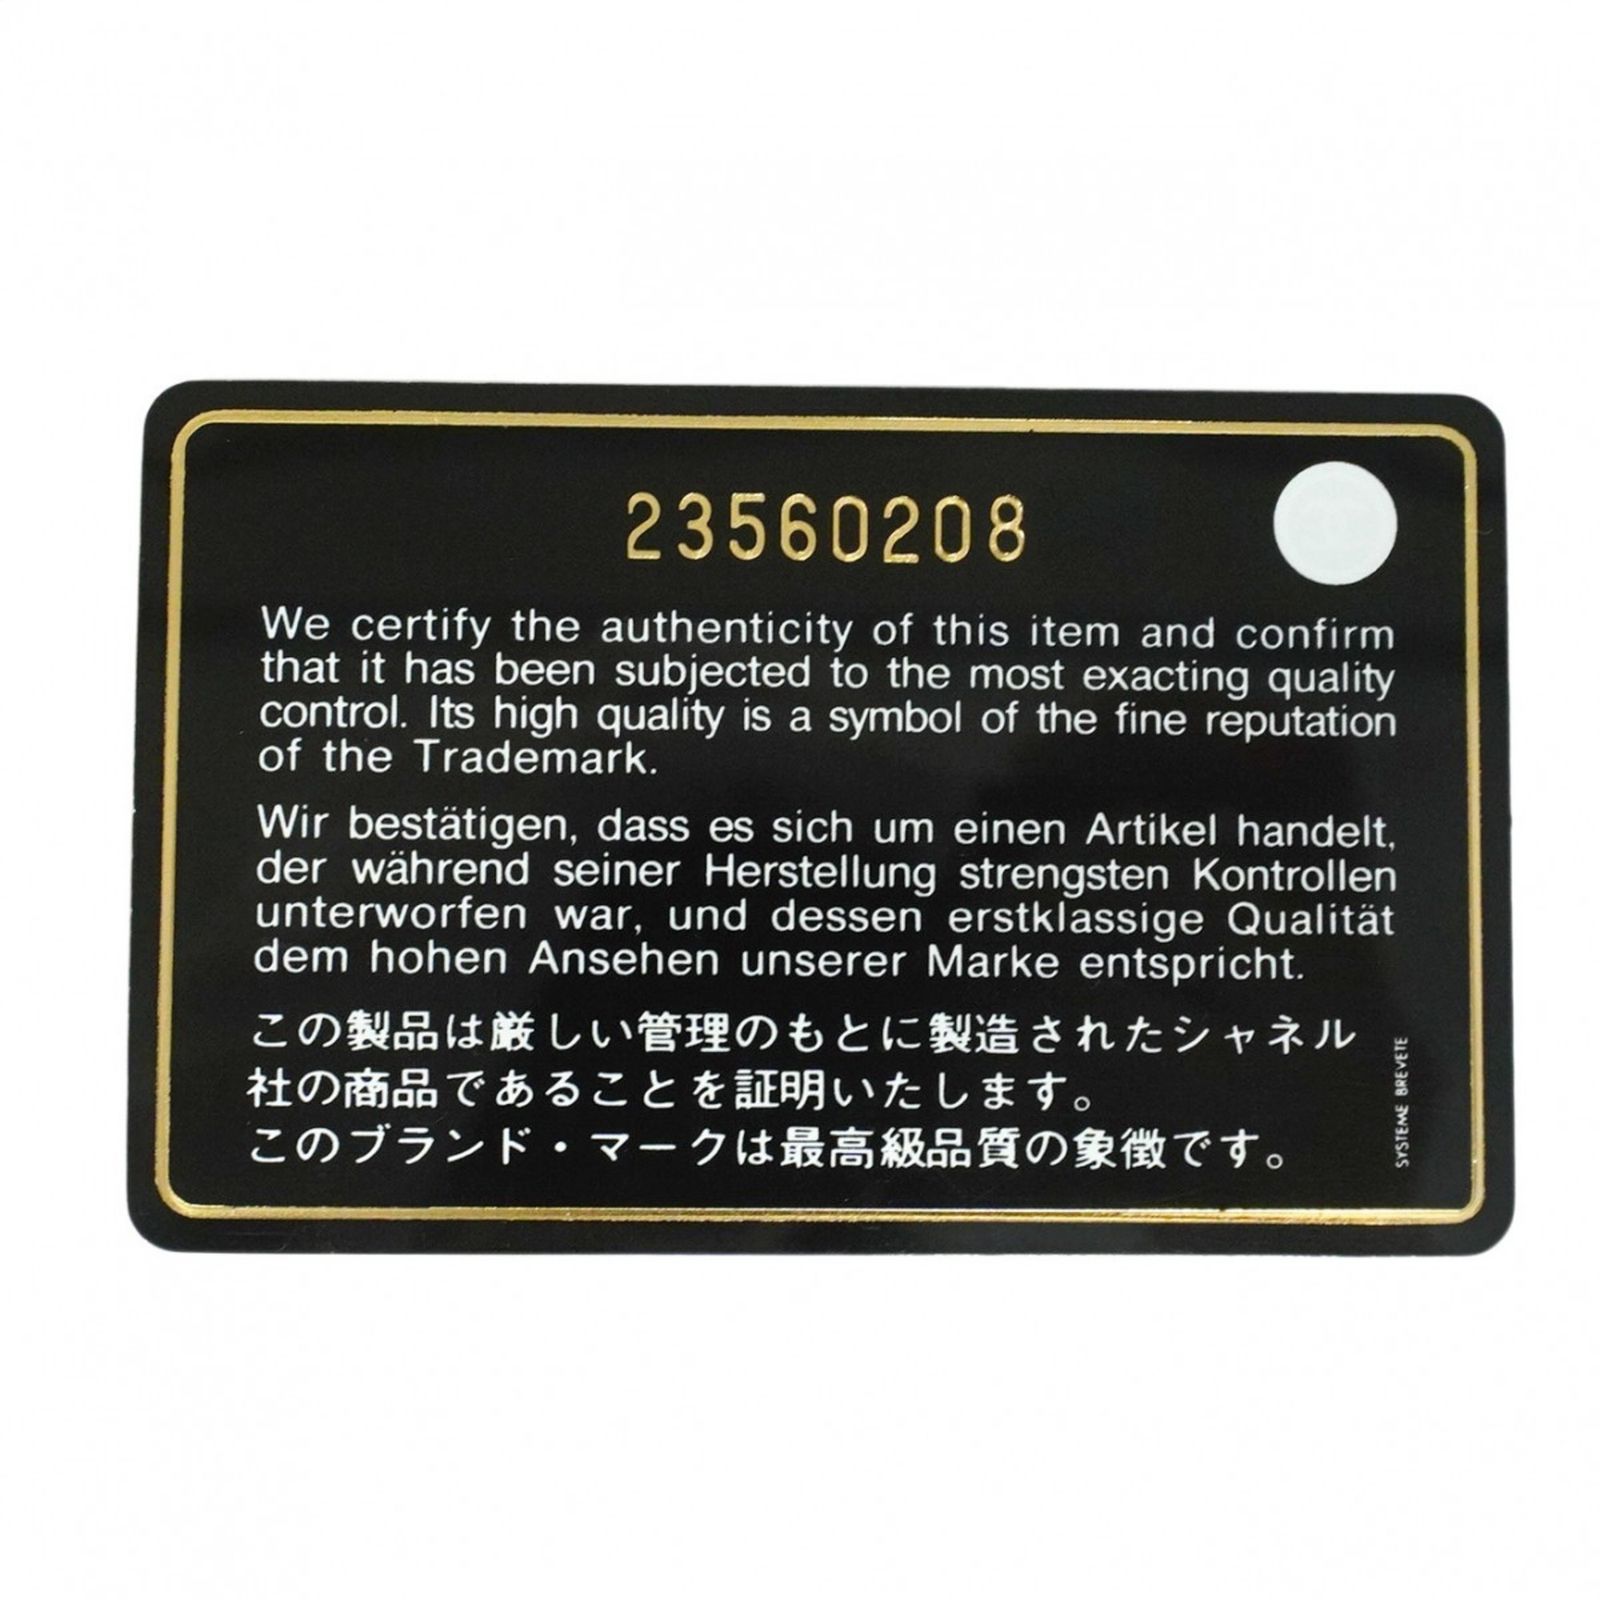 23560208
We certify the authenticity of this item and confirm
that it has been subjected to the most exacting quality
control. Its high quality is a symbol of the fine reputation
of the Trademark.
Wir bestätigen, dass es sich um einen Artikel handelt,
der während seiner Herstellung strengsten Kontrollen
unterworfen war, und dessen erstklassige Qualität
dem hohen Ansehen unserer Marke entspricht.
この製品は厳しい管理のもとに製造されたシャネル
社の商品であることを証明いたします。
このブランド・マークは最高級品質の象徴です。
SYSTEME BREVETE